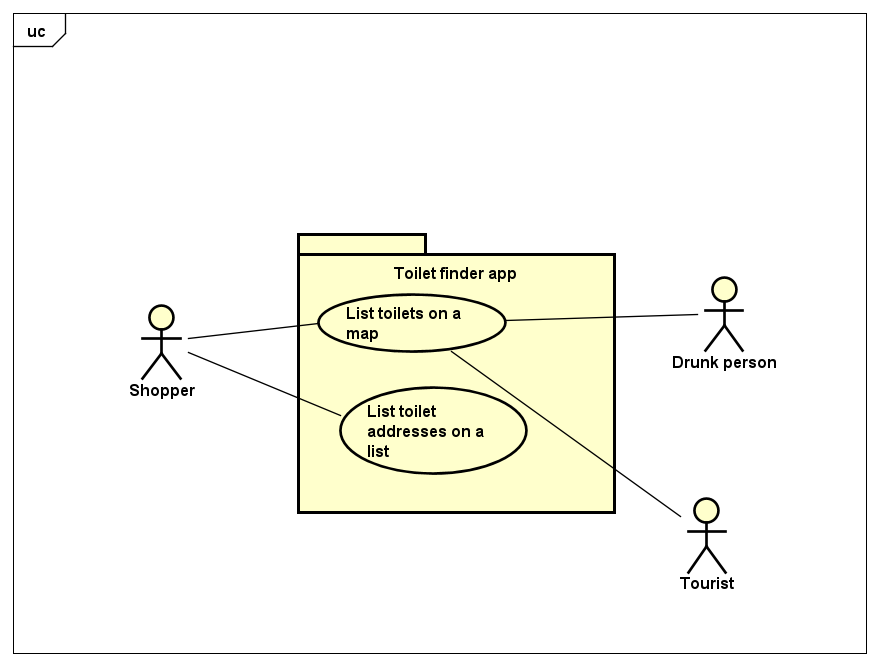 uc
Toilet finder app
List toilets on a
map
Drunk person
Shopper
List toilet
addresses on a
list
Tourist